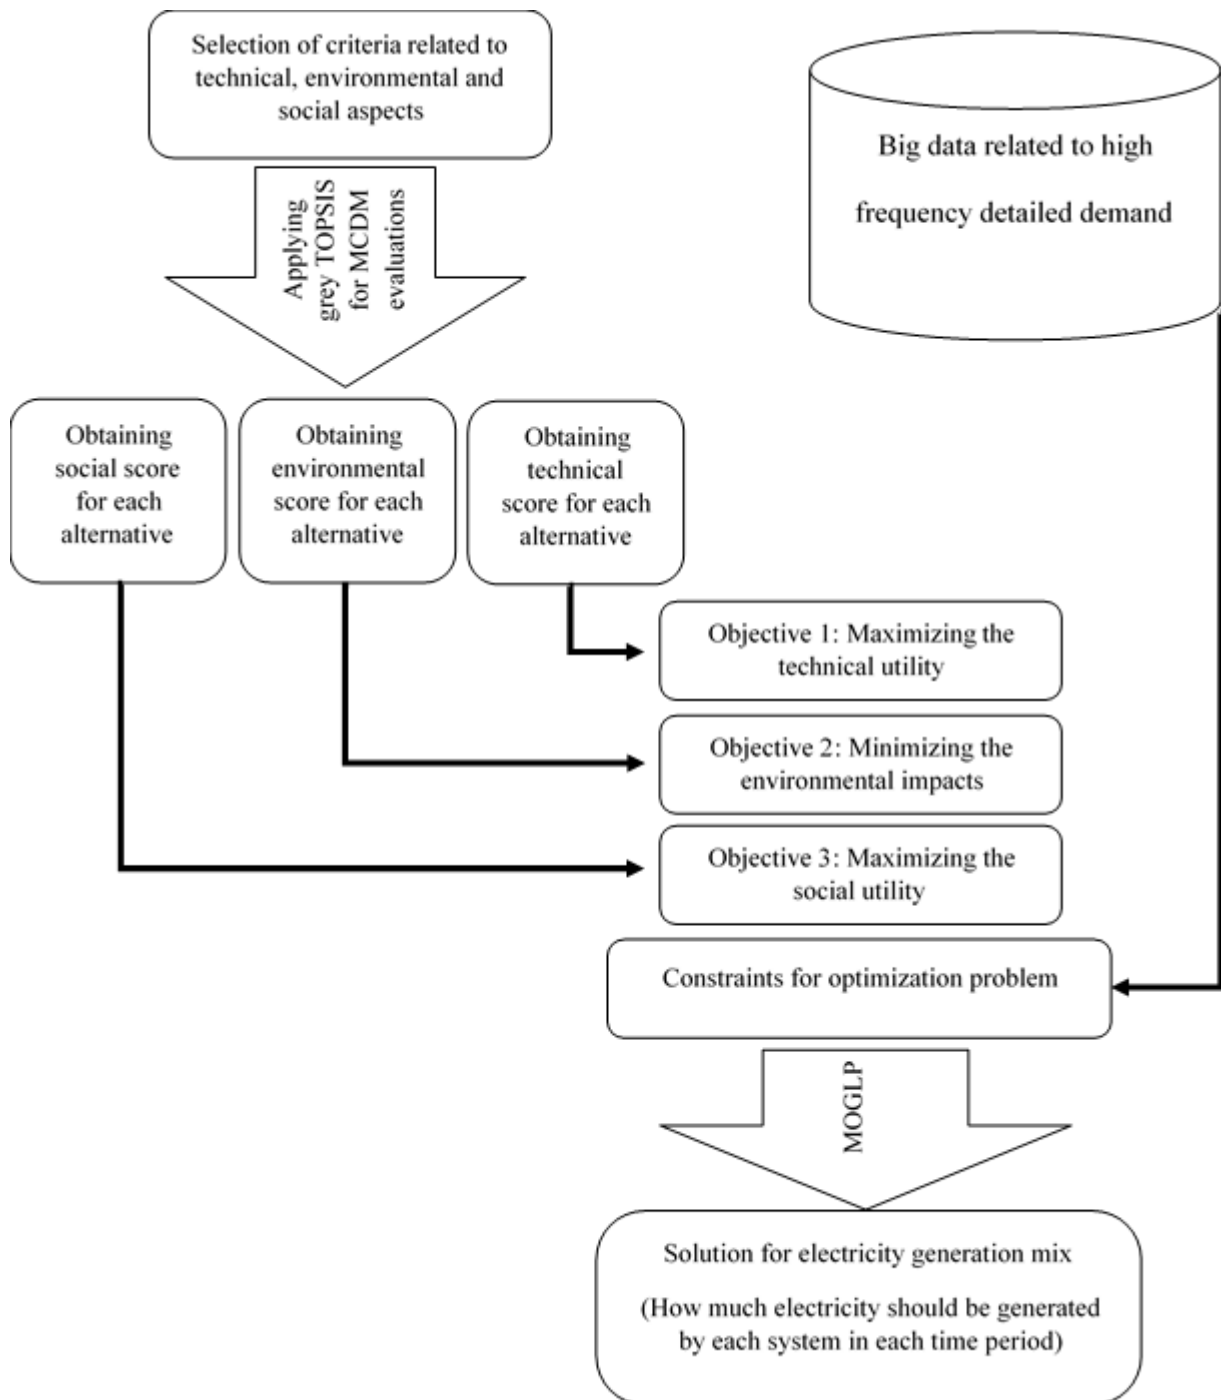 Selection of criteria related to
technical, environmental and
social aspects
Big data related to high
frequency detailed demand
Applying
grey TOPSIS
for MCDM
evaluations
Obtaining
social score
for each
alternative
Obtaining
environmental
score for each
alternative
Obtaining
technical
score for each
alternative
Objective 1: Maximizing the
technical utility
Objective 2: Minimizing the
environmental impacts
Objective 3: Maximizing the
social utility
Constraints for optimization problem
MOGLP
Solution for electricity generation mix
(How much electricity should be generated
by each system in each time period)